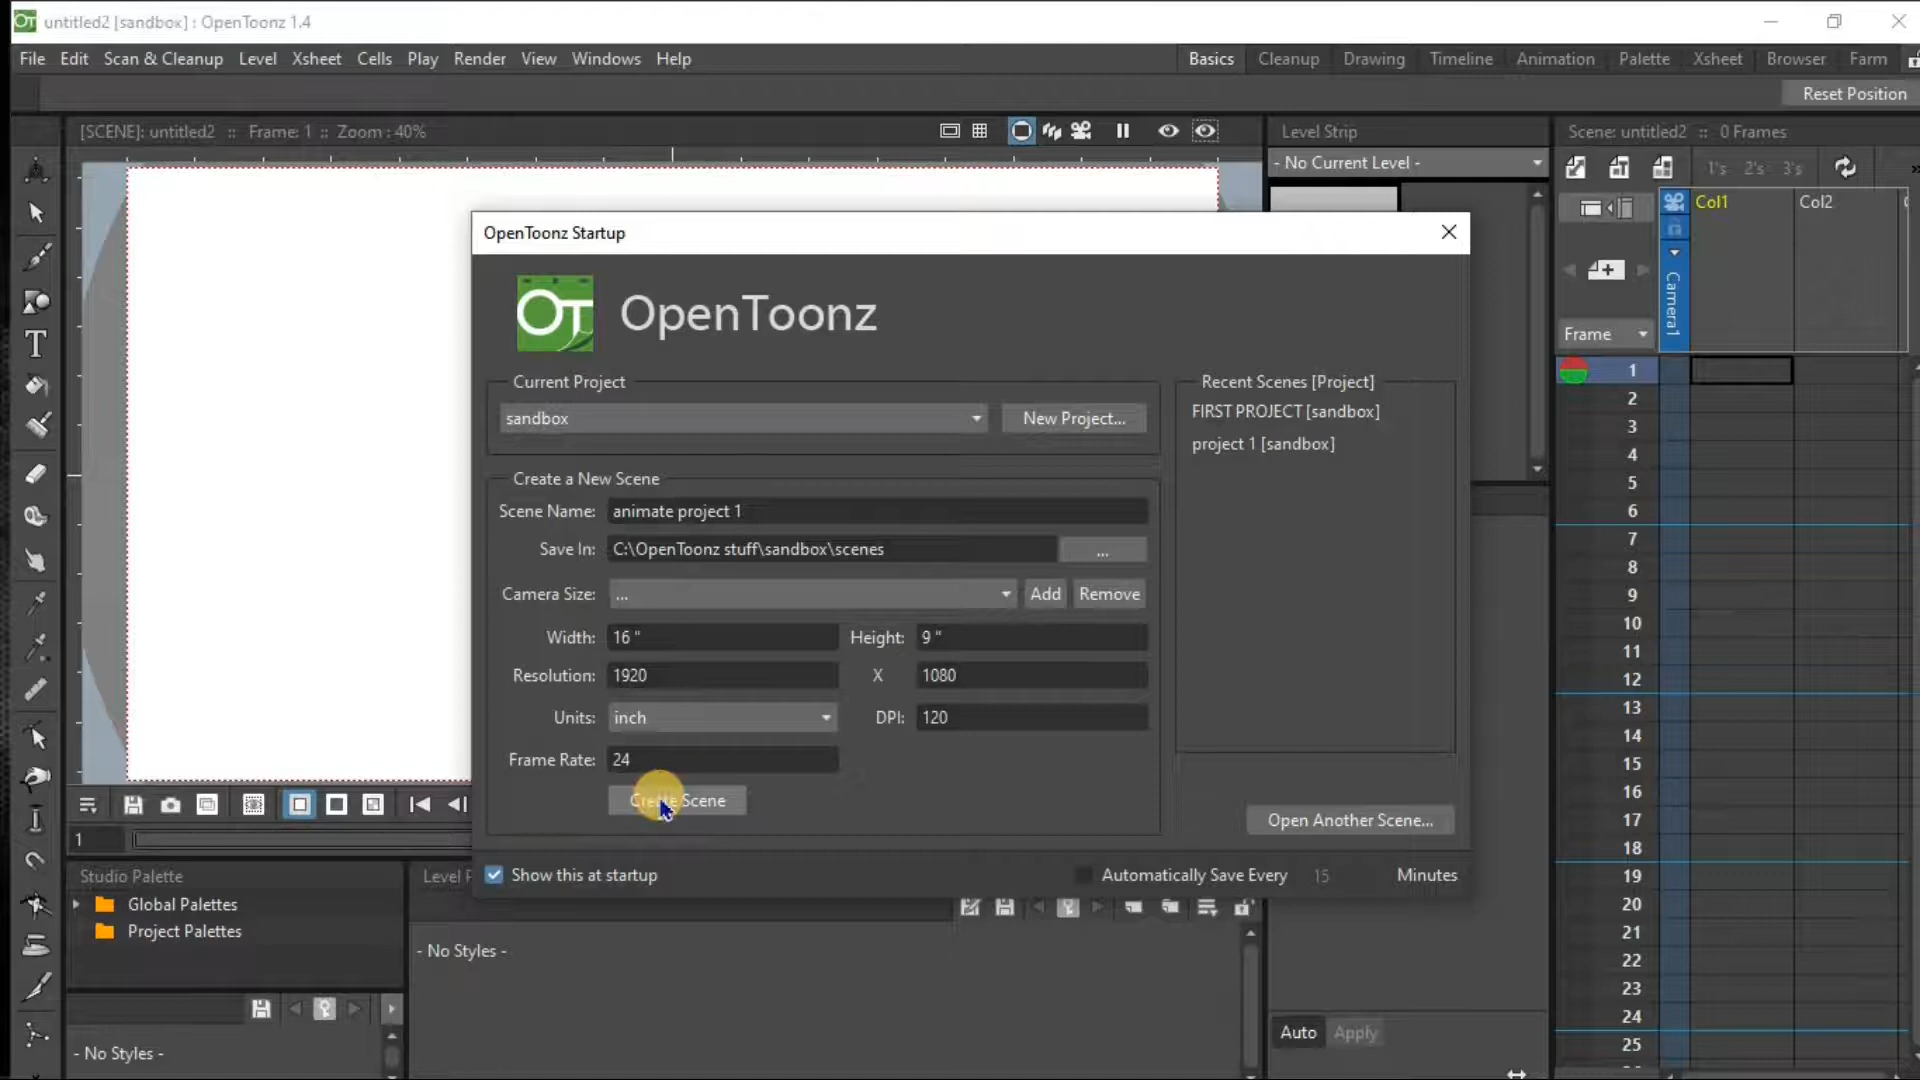 untitled2 [sandbox] : OpenToonz 1.4
File Edit Scan & Cleanup Level Xsheet Cells Play Render View Windows Help
Basics Cleanup Drawing Timeline Animation Palette Xsheet Browser Farm
Reset Position
[SCENE]: untitled2 :: Frame: 1 :: Zoom : 40%
Level Strip
Scene: untitled2 :: 0 Frames
- No Current Level -
1's 2's 3's
Col1 Col2
Camera1
Frame
OpenToonz Startup
OT OpenToonz
Current Project
sandbox
New Project...
Create a New Scene
Scene Name: animate project 1
Save In: C:\OpenToonz stuff\sandbox\scenes ...
Camera Size: ... Add Remove
Width: 16 " Height: 9 "
Resolution: 1920 X 1080
Units: inch DPI: 120
Frame Rate: 24
Create Scene
Recent Scenes [Project]
FIRST PROJECT [sandbox]
project 1 [sandbox]
Open Another Scene...
Show this at startup
Automatically Save Every 15 Minutes
1
2
3
4
5
6
7
8
9
10
11
12
13
14
15
16
17
18
19
20
21
22
23
24
25
1
Studio Palette
Global Palettes
Project Palettes
- No Styles -
Level P
- No Styles -
Auto Apply